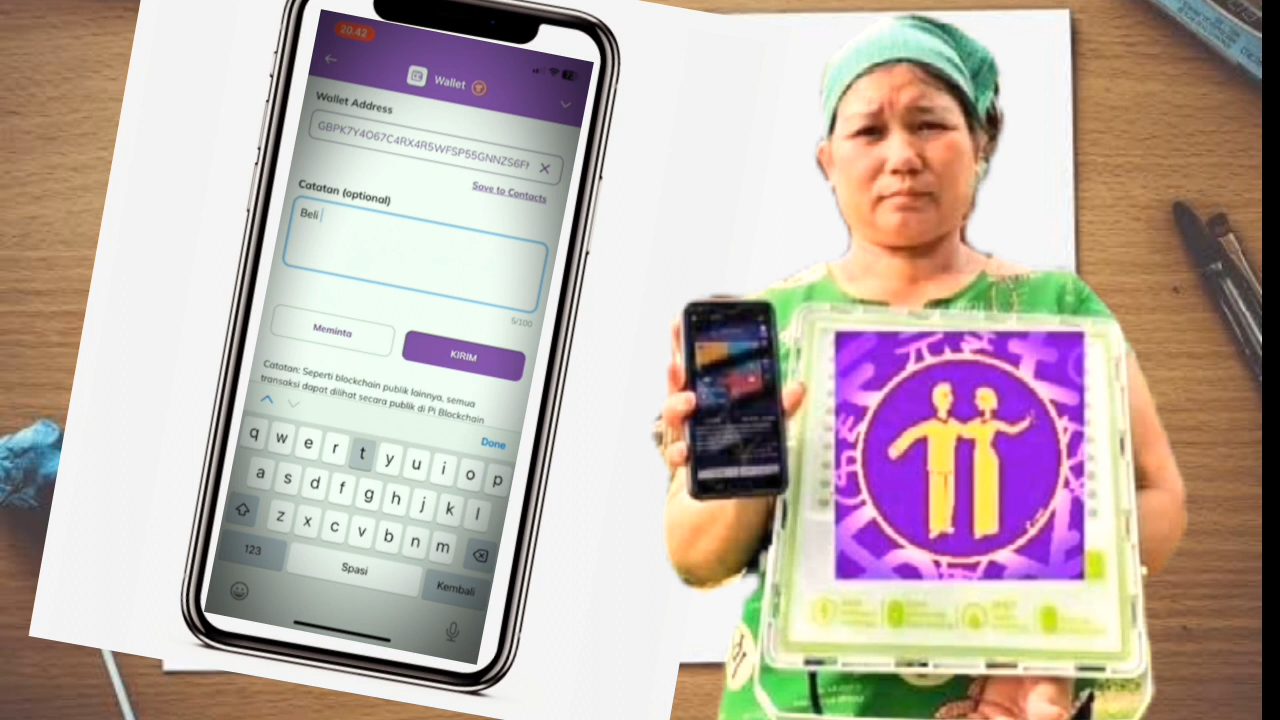 20.42
Wallet
Wallet Address
GBPK7Y4O67C4RX4R5WFSP55GNNZS6F
Save to Contacts
Catatan (optional)
Beli
5/100
Meminta
KIRIM
Catatan: Seperti blockchain publik lainnya, semua
transaksi dapat dilihat secara publik di Pi Blockchain
Done
q w e r t y u i o p
a s d f g h j k l
z x c v b n m
123
Spasi
Kembali